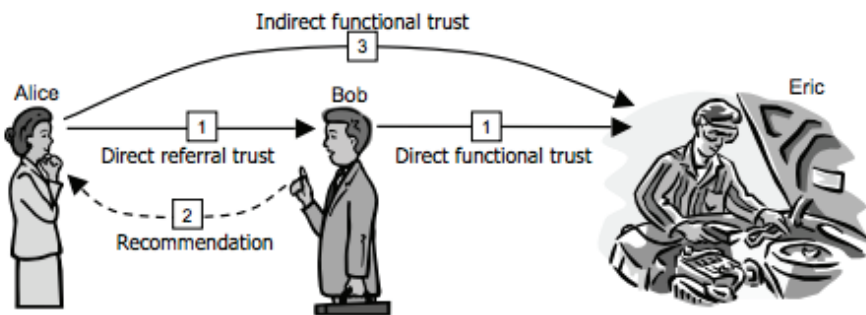 Indirect functional trust
3
Alice
Bob
Eric
1
1
Direct referral trust
Direct functional trust
2
Recommendation